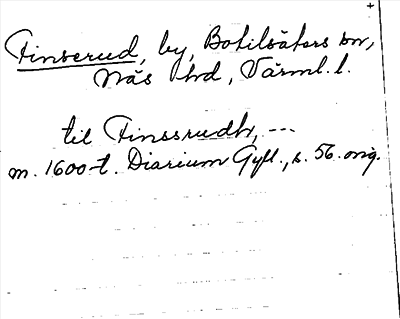 Finserud, by, Botilsäters sn,
Näs hd, Värml. l.
til Finssrudh, ---
m. 1600-t. Diarium Gyll., s. 56. orig.